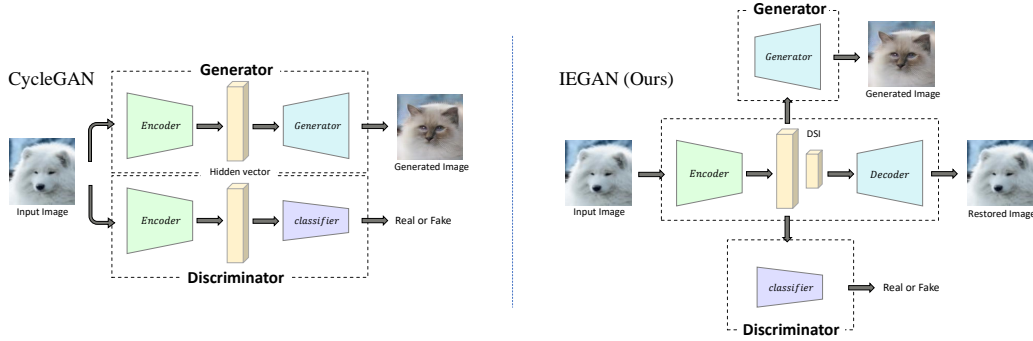 CycleGAN
Generator
Encoder
Generator
Generated Image
Input Image
Hidden vector
Encoder
classifier
Real or Fake
Discriminator
Generator
Generator
Generated Image
IEGAN (Ours)
DSI
Encoder
Decoder
Input Image
Restored Image
classifier
Real or Fake
Discriminator